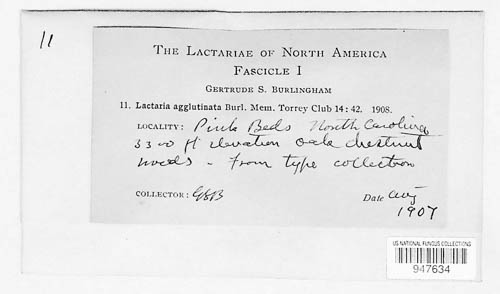 11
THE LACTARIAE OF NORTH AMERICA
FASCICLE I
GERTRUDE S. BURLINGHAM
11. Lactaria agglutinata Burl. Mem. Torrey Club 14: 42. 1908.
LOCALITY: Pink Beds North Carolina
3300 ft elevation oak chestnut
woods - From type collection
COLLECTOR: GSB Date Aug
1907
US NATIONAL FUNGUS COLLECTIONS
947634